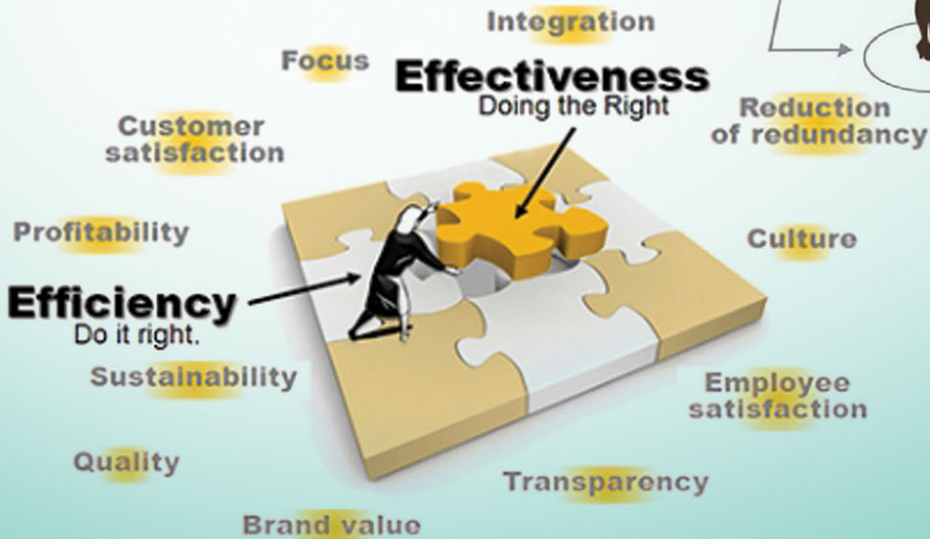 Integration
Focus
Effectiveness
Doing the Right
Reduction
of redundancy
Customer
satisfaction
Profitability
Culture
Efficiency
Do it right.
Sustainability
Employee
satisfaction
Quality
Transparency
Brand value